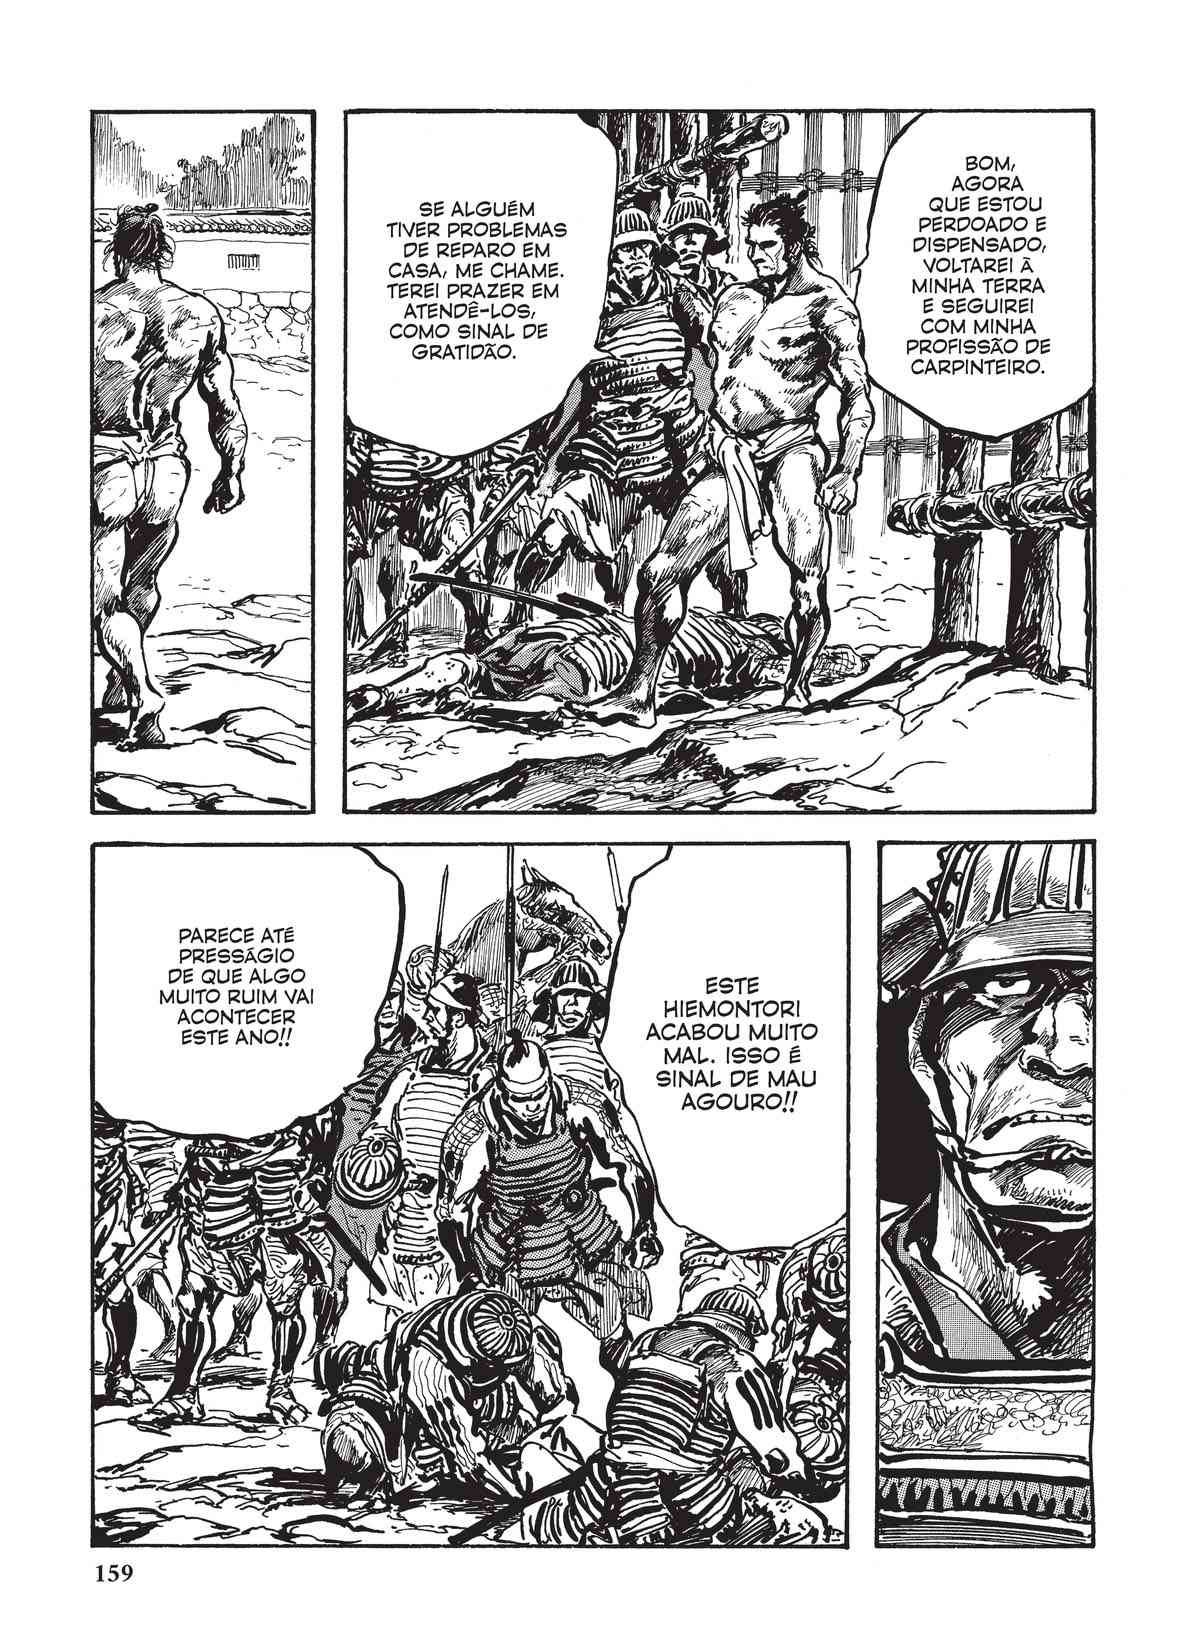 BOM,
AGORA
QUE ESTOU
PERDOADO E
DISPENSADO,
VOLTAREI À
MINHA TERRA
E SEGUIREI
COM MINHA
PROFISSÃO DE
CARPINTEIRO.
SE ALGUÉM
TIVER PROBLEMAS
DE REPARO EM
CASA, ME CHAME.
TEREI PRAZER EM
ATENDÊ-LOS,
COMO SINAL DE
GRATIDÃO.
ESTE
HIEMONTORI
ACABOU MUITO
MAL. ISSO É
SINAL DE MAU
AGOURO!!
PARECE ATÉ
PRESSÁGIO
DE QUE ALGO
MUITO RUIM VAI
ACONTECER
ESTE ANO!!
159